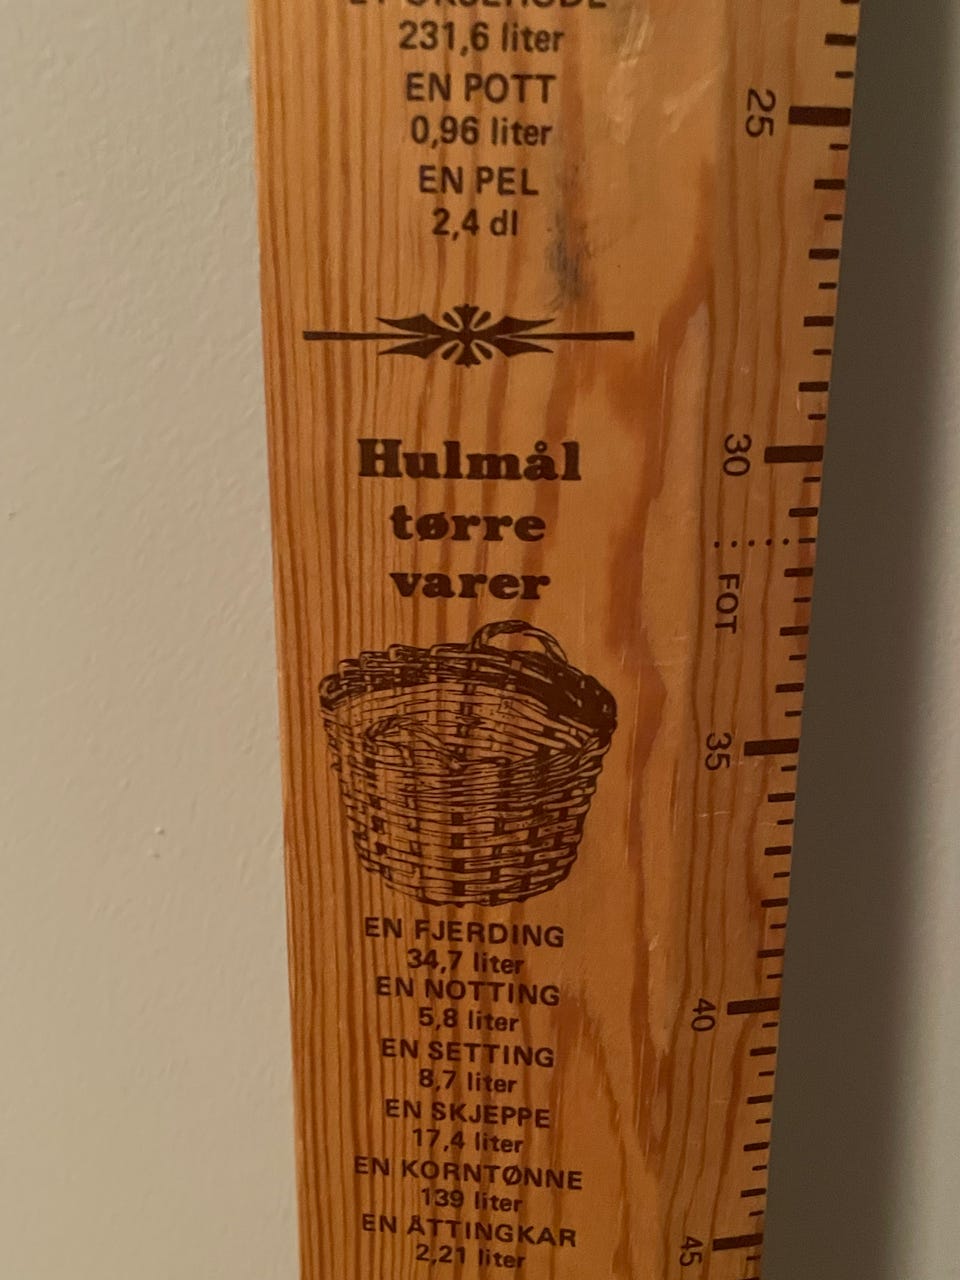 231,6 liter
EN POTT
0,96 liter
EN PEL
2,4 dl
Hulmål
tørre
varer
EN FJERDING
34,7 liter
EN NOTTING
5,8 liter
EN SETTING
8,7 liter
EN SKJEPPE
17,4 liter
EN KORNTØNNE
139 liter
EN ÅTTINGKAR
2,21 liter
25
30
FOT
35
40
45